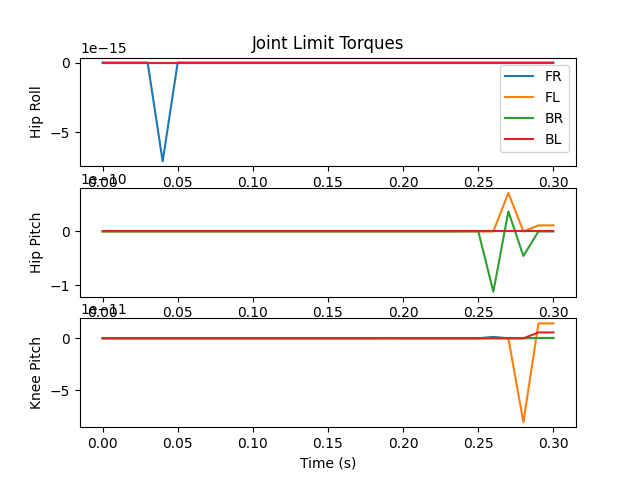 Joint Limit Torques
1e−15
0
−5
Hip Roll
FR
FL
BR
BL
0.00 0.05 0.10 0.15 0.20 0.25 0.30
1e−10
0
−1
Hip Pitch
0.00 0.05 0.10 0.15 0.20 0.25 0.30
1e−11
0
−5
Knee Pitch
0.00 0.05 0.10 0.15 0.20 0.25 0.30
Time (s)